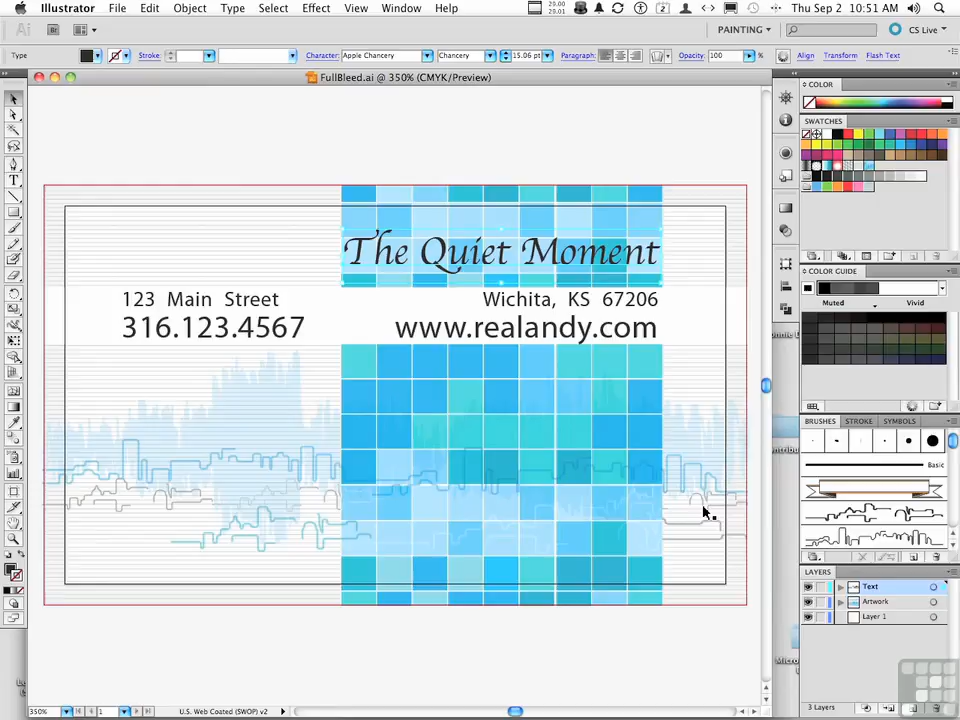 Illustrator File Edit Object Type Select Effect View Window Help Thu Sep 2 10:51 AM
PAINTING CS Live
Type Stroke: Character: Apple Chancery Chancery 15.06 pt Paragraph: Opacity: 100 % Align Transform Flash Text
FullBleed.ai @ 350% (CMYK/Preview)
COLOR
SWATCHES
The Quiet Moment
123 Main Street Wichita, KS 67206
316.123.4567 www.realandy.com
COLOR GUIDE
Muted Vivid
BRUSHES STROKE SYMBOLS
Basic
LAYERS
Text
Artwork
Layer 1
350% 1 U.S. Web Coated (SWOP) v2 3 Layers